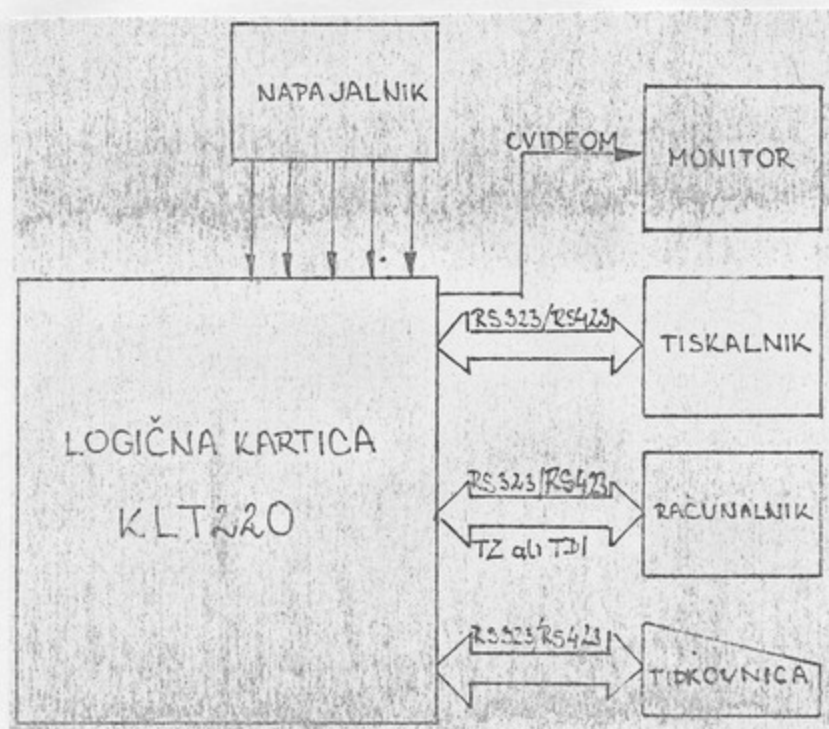 NAPAJALNIK
CVIDEOM
MONITOR
RS323/RS423
TISKALNIK
LOGIČNA KARTICA
KLT220
RS323/RS423
TZ ali TDI
RAČUNALNIK
RS323/RS423
TIPKOVNICA